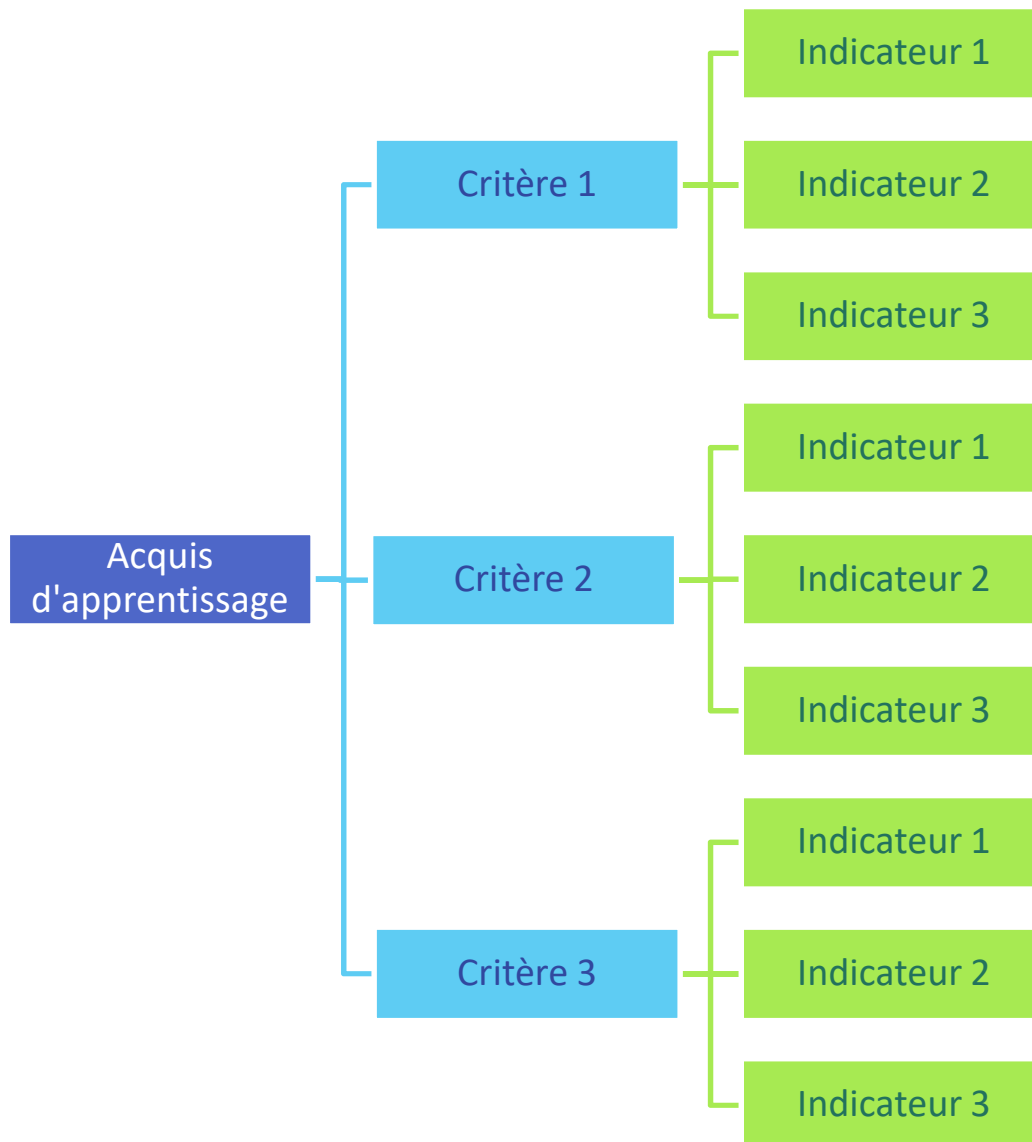 Indicateur 1
Critère 1
Indicateur 2
Indicateur 3
Indicateur 1
Acquis
d'apprentissage
Critère 2
Indicateur 2
Indicateur 3
Indicateur 1
Critère 3
Indicateur 2
Indicateur 3